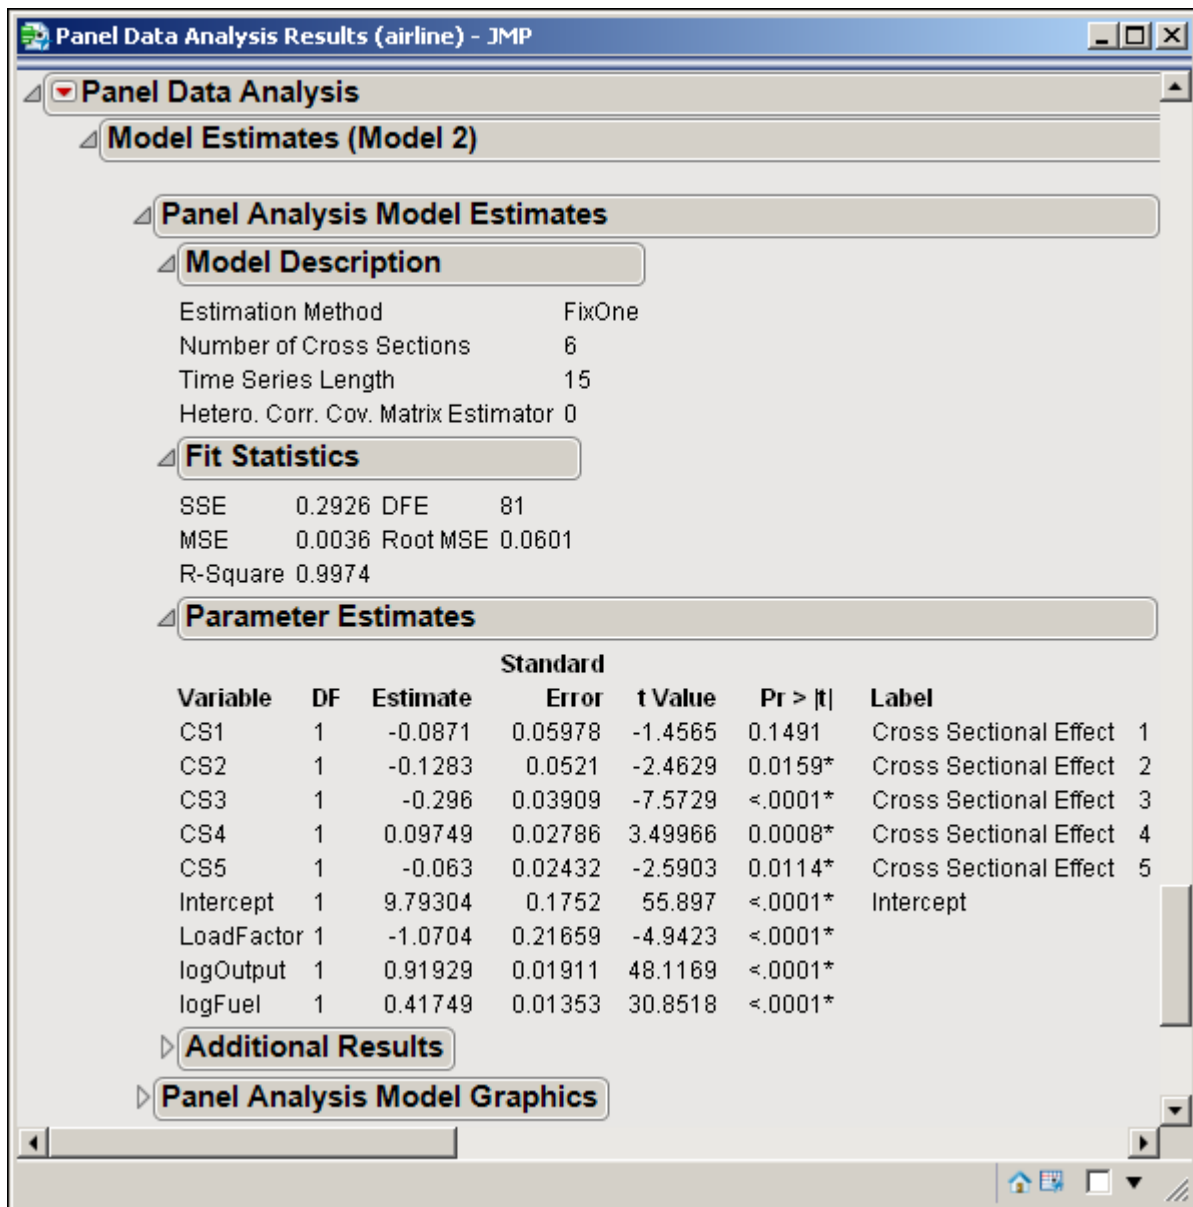 Panel Data Analysis Results (airline) - JMP
Panel Data Analysis
Model Estimates (Model 2)
Panel Analysis Model Estimates
Model Description
Estimation Method FixOne
Number of Cross Sections 6
Time Series Length 15
Hetero. Corr. Cov. Matrix Estimator 0
Fit Statistics
SSE 0.2926 DFE 81
MSE 0.0036 Root MSE 0.0601
R-Square 0.9974
Parameter Estimates
Standard
Variable DF Estimate Error t Value Pr > |t| Label
CS1 1 -0.0871 0.05978 -1.4565 0.1491 Cross Sectional Effect 1
CS2 1 -0.1283 0.0521 -2.4629 0.0159* Cross Sectional Effect 2
CS3 1 -0.296 0.03909 -7.5729 <.0001* Cross Sectional Effect 3
CS4 1 0.09749 0.02786 3.49966 0.0008* Cross Sectional Effect 4
CS5 1 -0.063 0.02432 -2.5903 0.0114* Cross Sectional Effect 5
Intercept 1 9.79304 0.1752 55.897 <.0001* Intercept
LoadFactor 1 -1.0704 0.21659 -4.9423 <.0001*
logOutput 1 0.91929 0.01911 48.1169 <.0001*
logFuel 1 0.41749 0.01353 30.8518 <.0001*
Additional Results
Panel Analysis Model Graphics